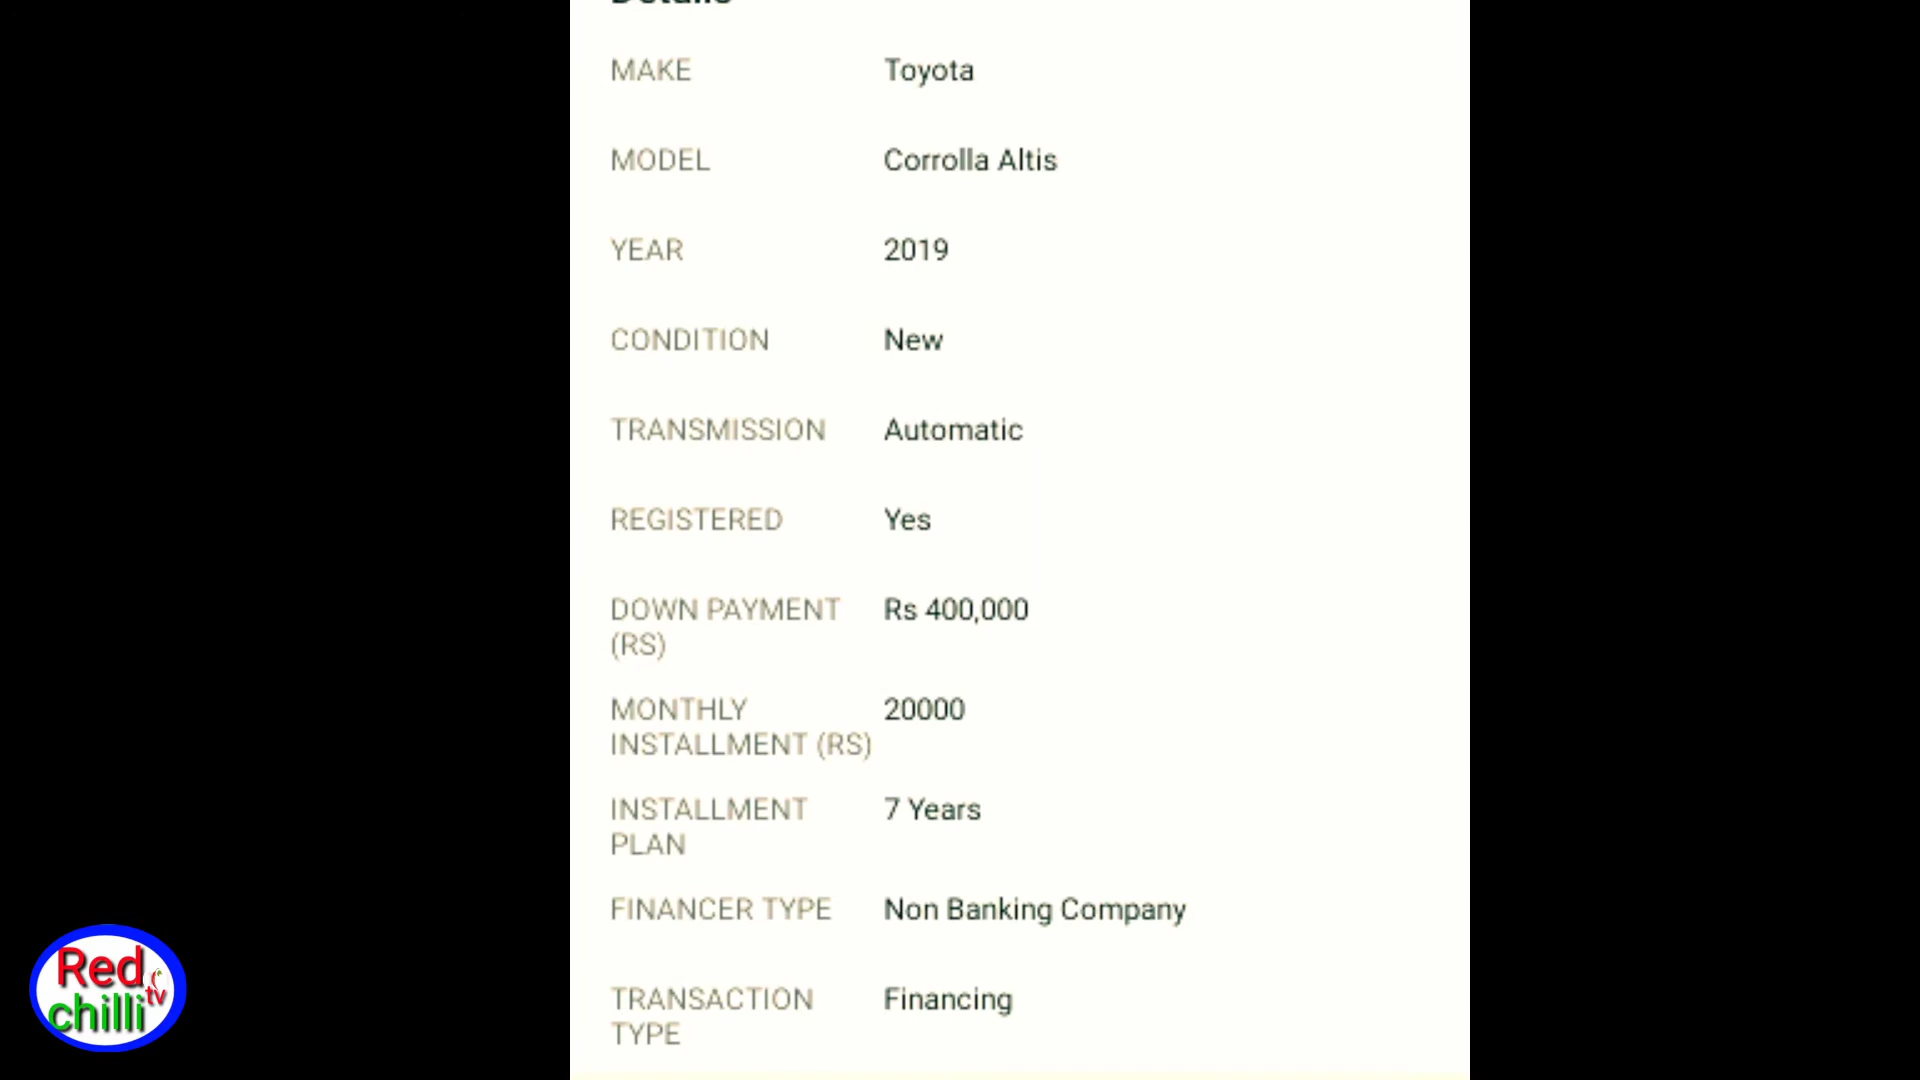 Details
MAKE Toyota
MODEL Corrolla Altis
YEAR 2019
CONDITION New
TRANSMISSION Automatic
REGISTERED Yes
DOWN PAYMENT Rs 400,000
(RS)
MONTHLY 20000
INSTALLMENT (RS)
INSTALLMENT 7 Years
PLAN
FINANCER TYPE Non Banking Company
TRANSACTION Financing
TYPE
Red
chilli tv